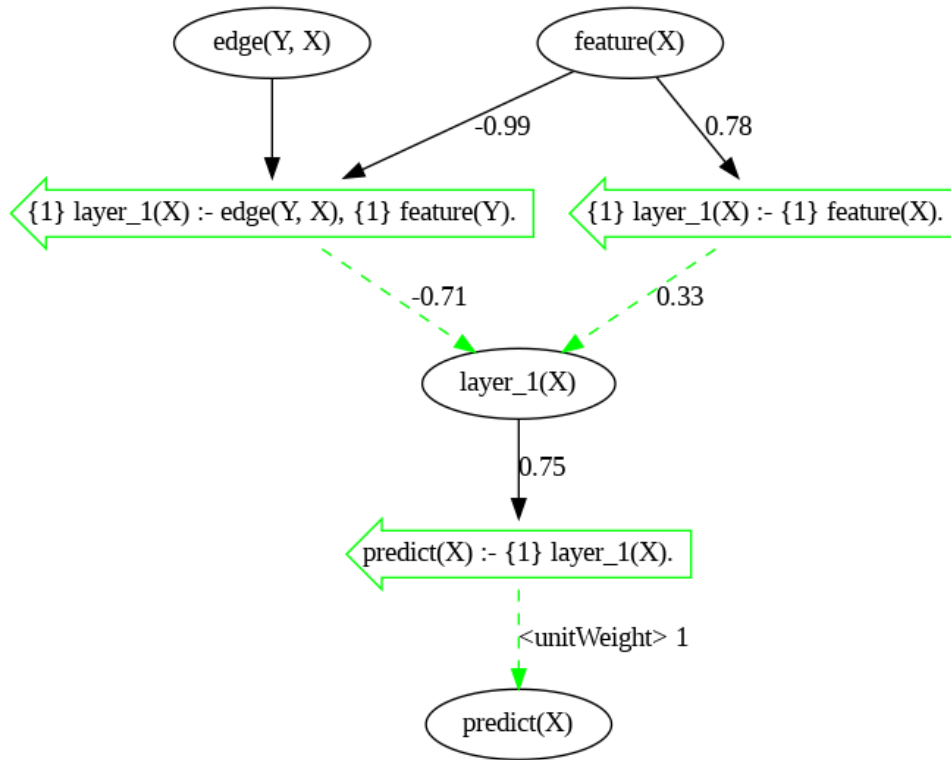 edge(Y, X)
feature(X)
-0.99
0.78
{1} layer_1(X) :- edge(Y, X), {1} feature(Y).
{1} layer_1(X) :- {1} feature(X).
-0.71
0.33
layer_1(X)
0.75
predict(X) :- {1} layer_1(X).
<unitWeight> 1
predict(X)